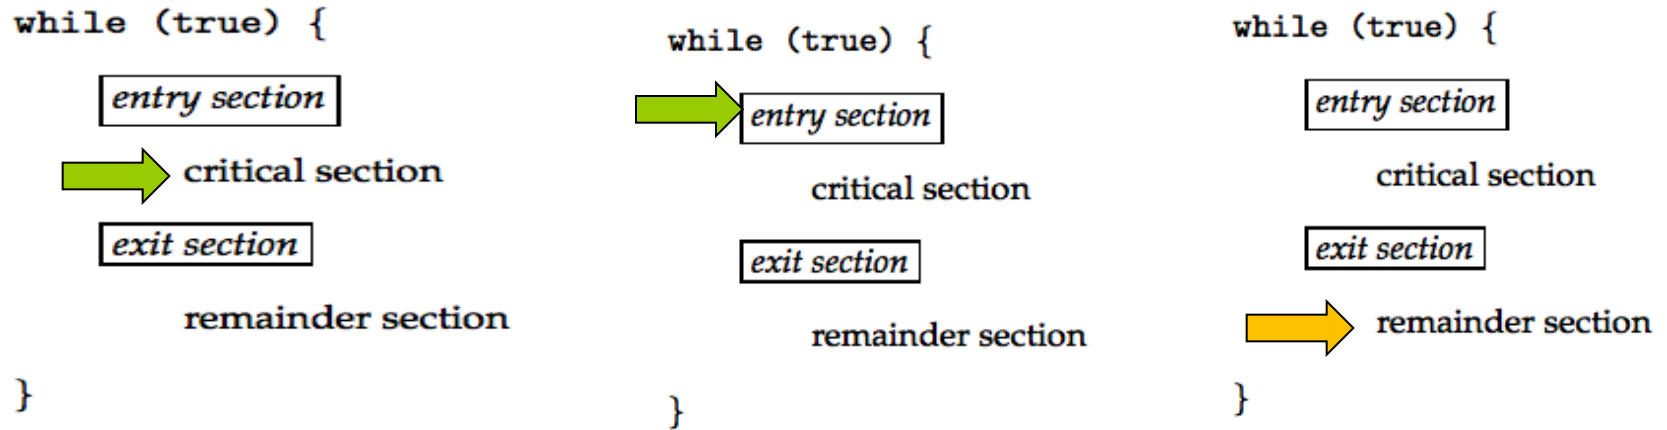 while (true) {
entry section
critical section
exit section
remainder section
}
while (true) {
entry section
critical section
exit section
remainder section
}
while (true) {
entry section
critical section
exit section
remainder section
}